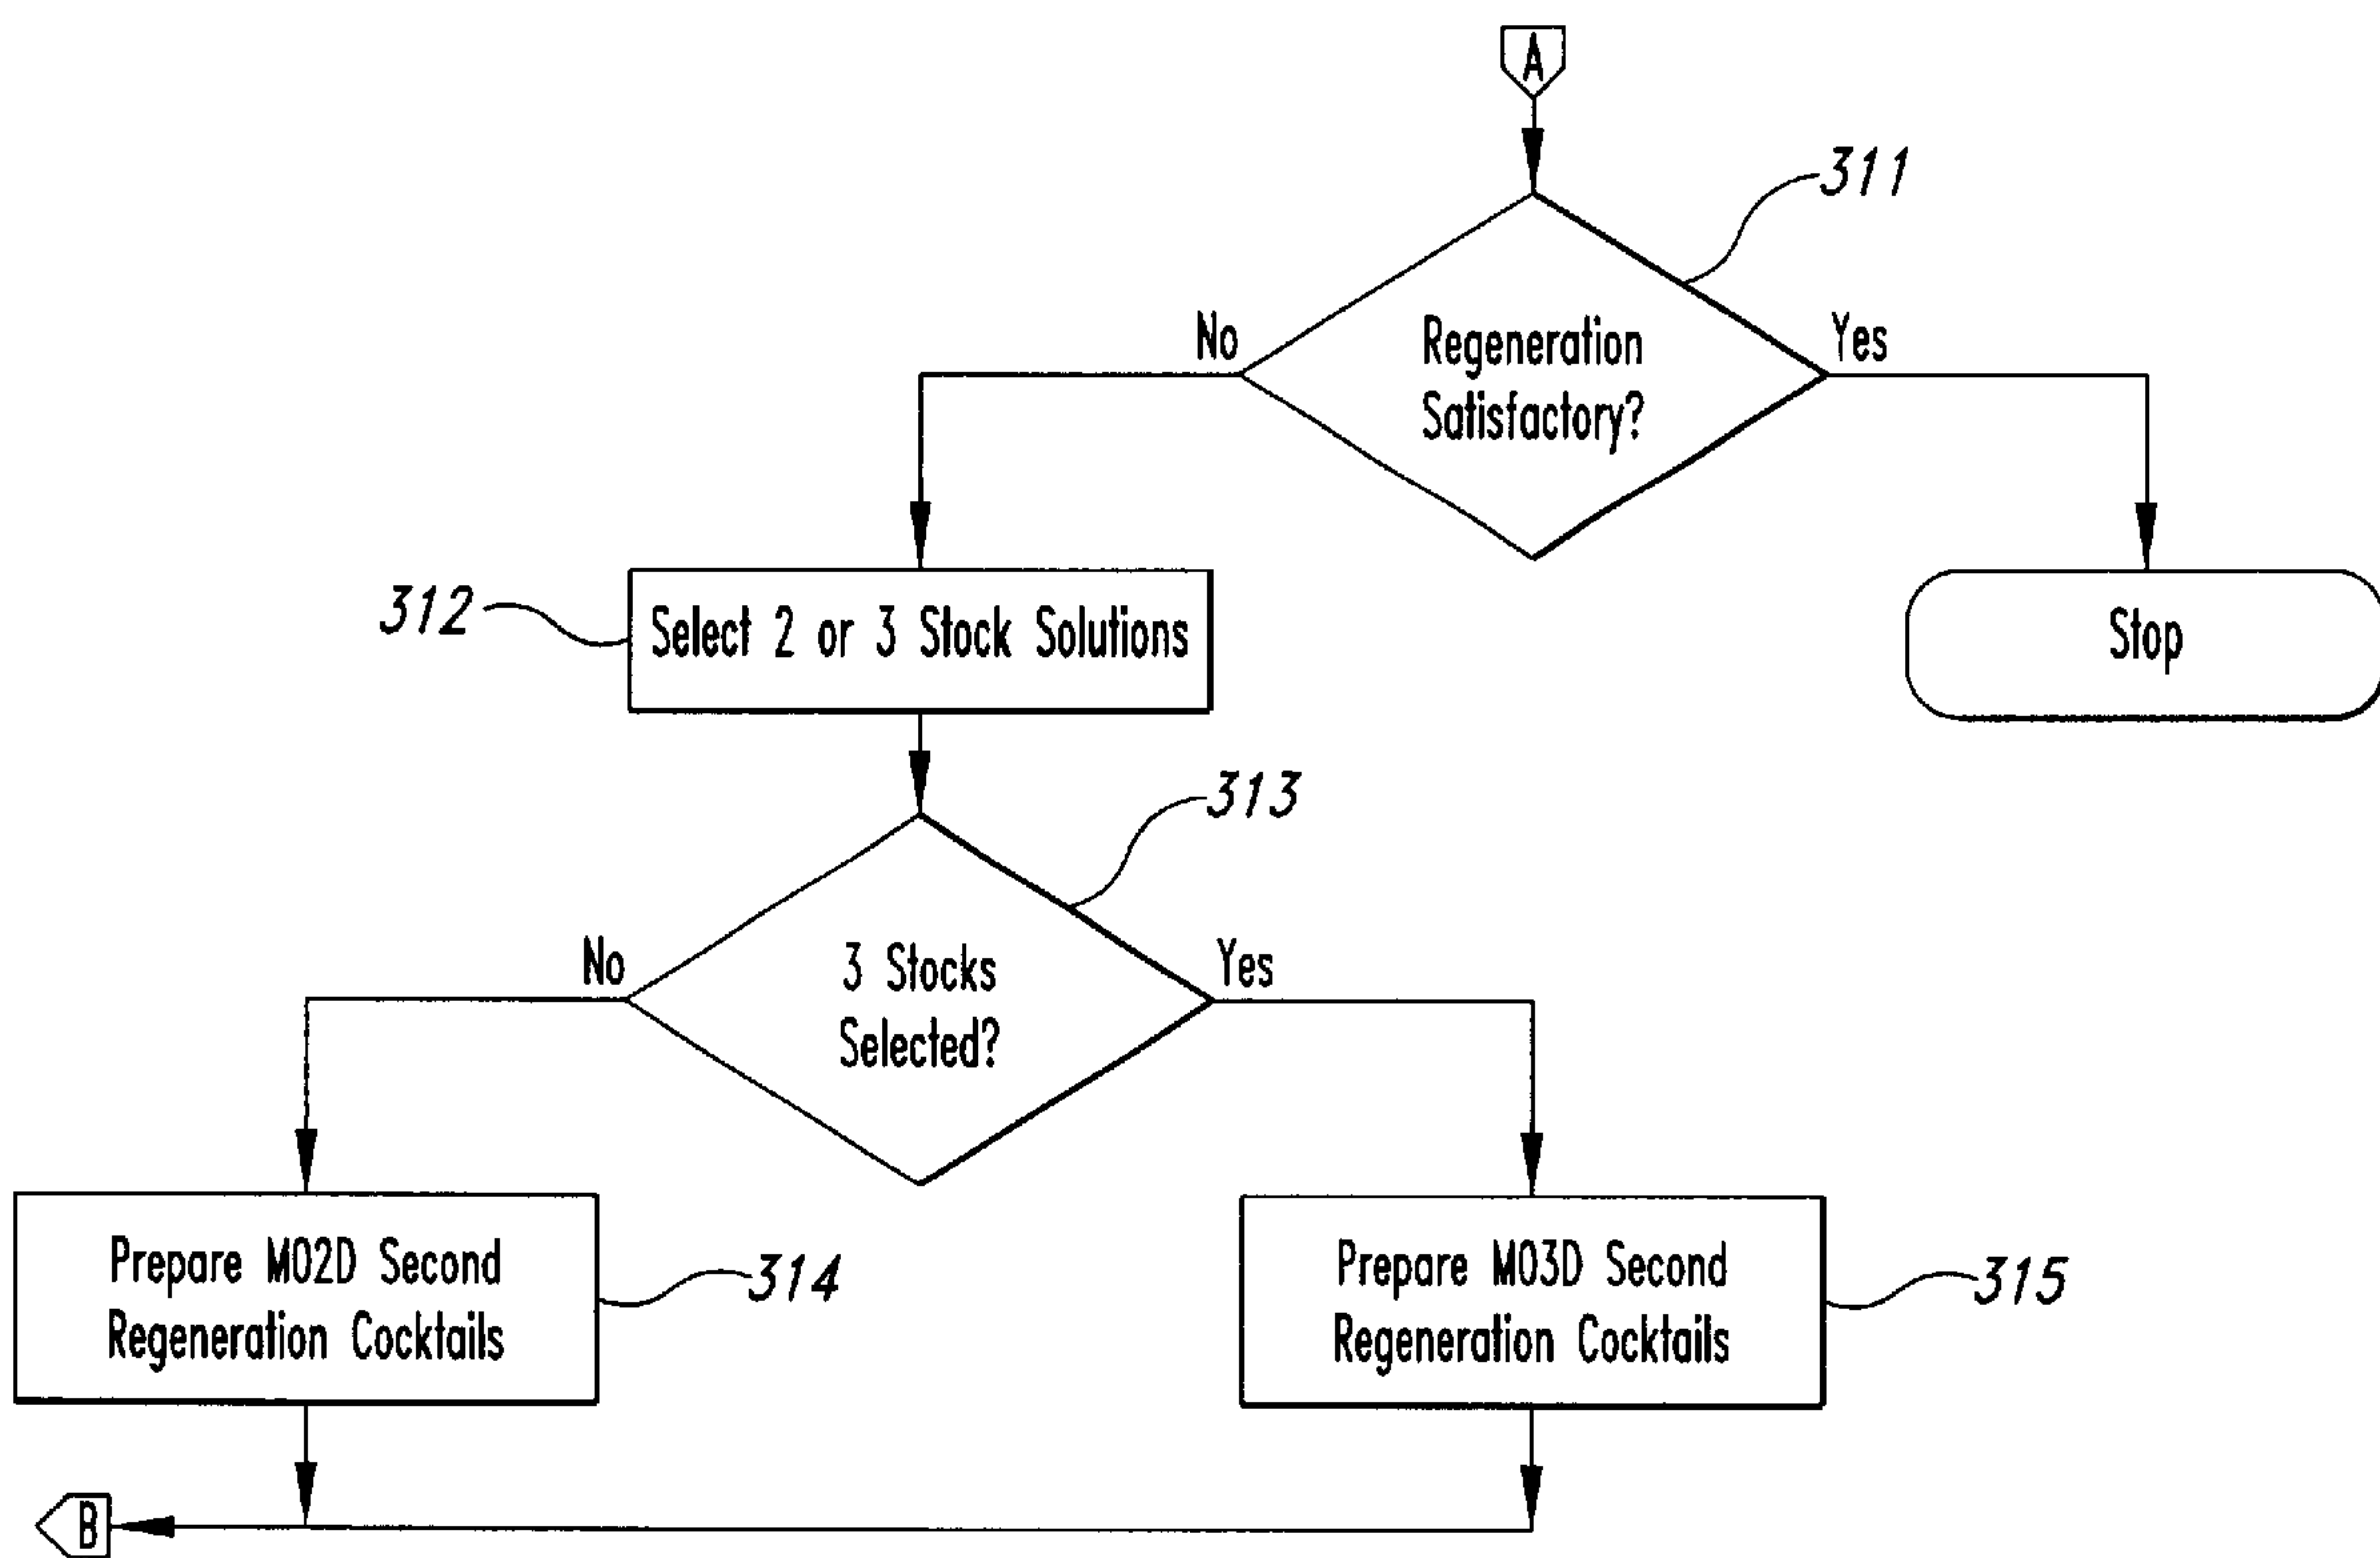 A
311
No
Regeneration
Satisfactory?
Yes
312
Select 2 or 3 Stock Solutions
Stop
313
No
3 Stocks
Selected?
Yes
Prepare M02D Second
Regeneration Cocktails
314
Prepare M03D Second
Regeneration Cocktails
315
B